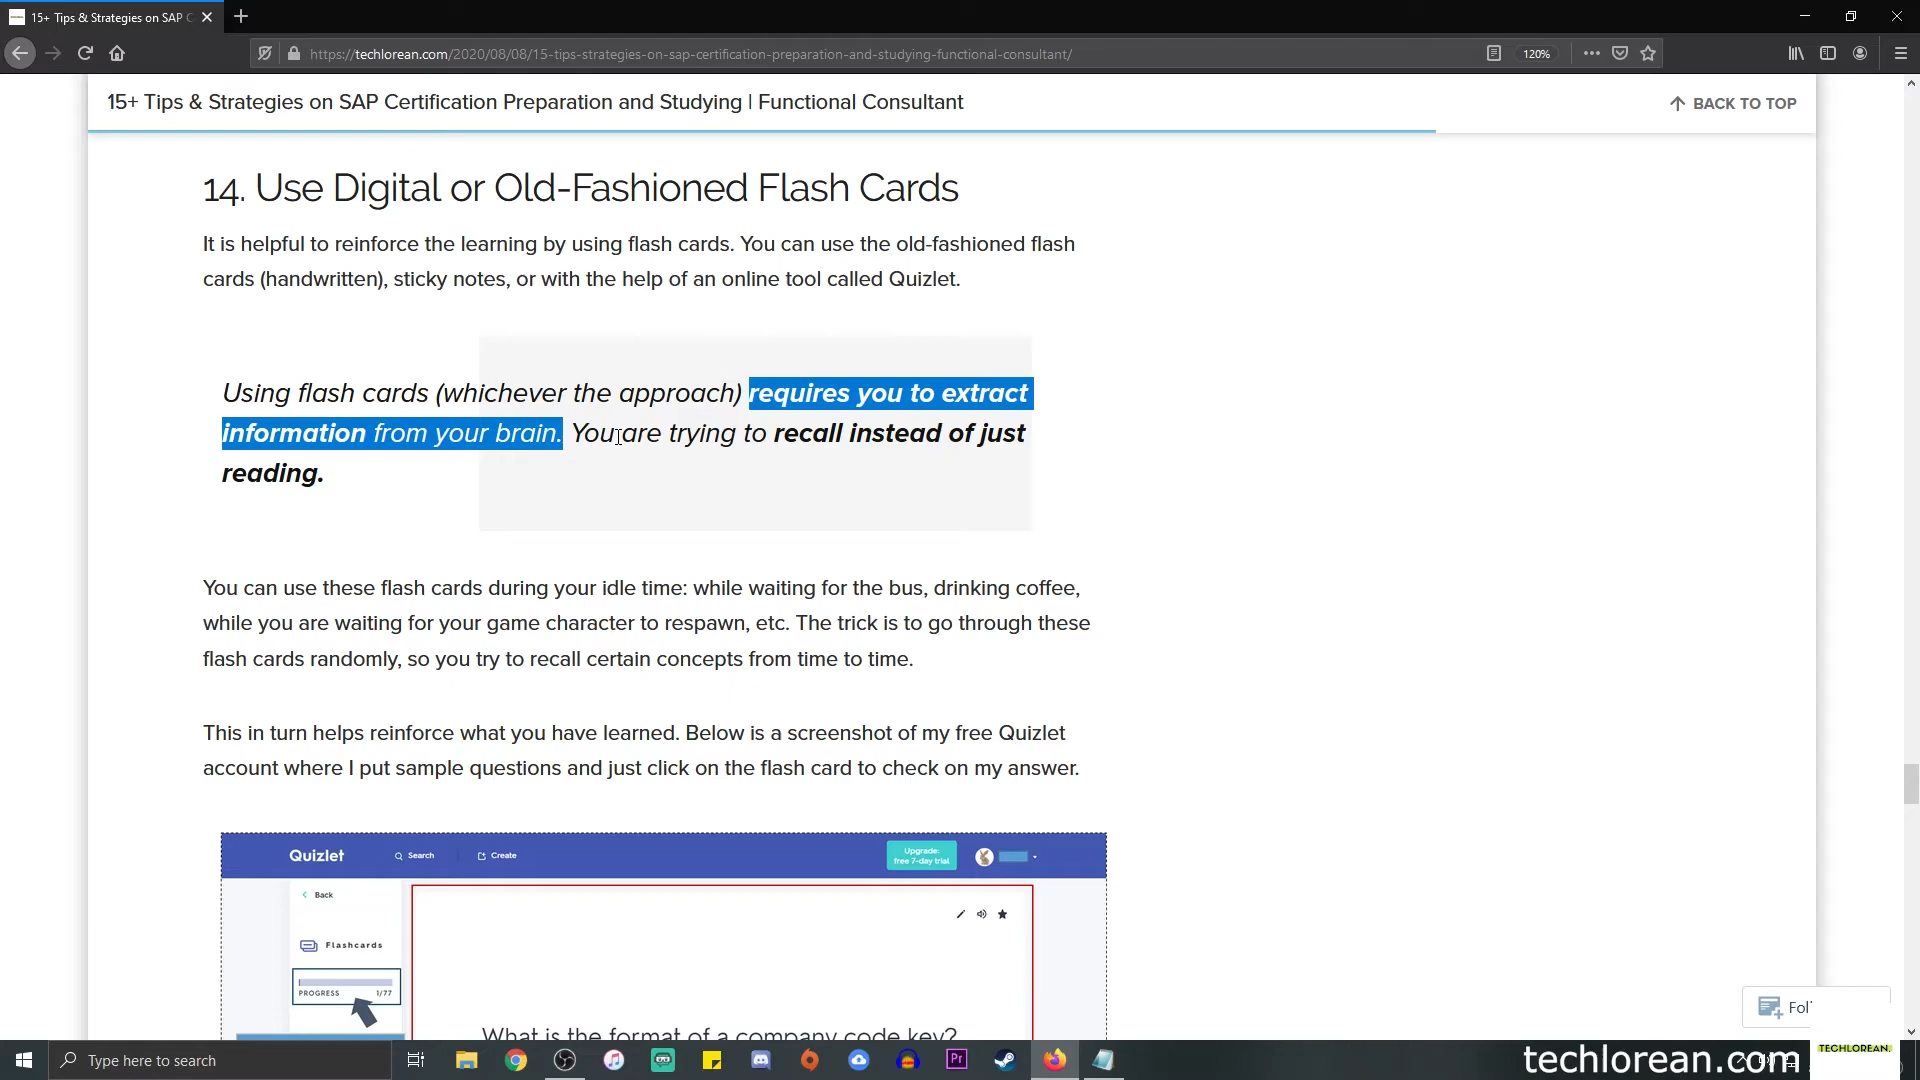 15+ Tips & Strategies on SAP C
https://techlorean.com/2020/08/08/15-tips-strategies-on-sap-certification-preparation-and-studying-functional-consultant/
120%
15+ Tips & Strategies on SAP Certification Preparation and Studying | Functional Consultant
BACK TO TOP
14. Use Digital or Old-Fashioned Flash Cards
It is helpful to reinforce the learning by using flash cards. You can use the old-fashioned flash
cards (handwritten), sticky notes, or with the help of an online tool called Quizlet.
Using flash cards (whichever the approach) requires you to extract
information from your brain. You are trying to recall instead of just
reading.
You can use these flash cards during your idle time: while waiting for the bus, drinking coffee,
while you are waiting for your game character to respawn, etc. The trick is to go through these
flash cards randomly, so you try to recall certain concepts from time to time.
This in turn helps reinforce what you have learned. Below is a screenshot of my free Quizlet
account where I put sample questions and just click on the flash card to check on my answer.
Quizlet
Search
Create
Upgrade:
free 7-day trial
Back
Flashcards
PROGRESS 1/77
What is the format of a company code key?
Fol
Type here to search
Pr
techlorean.com
TECHLOREAN.